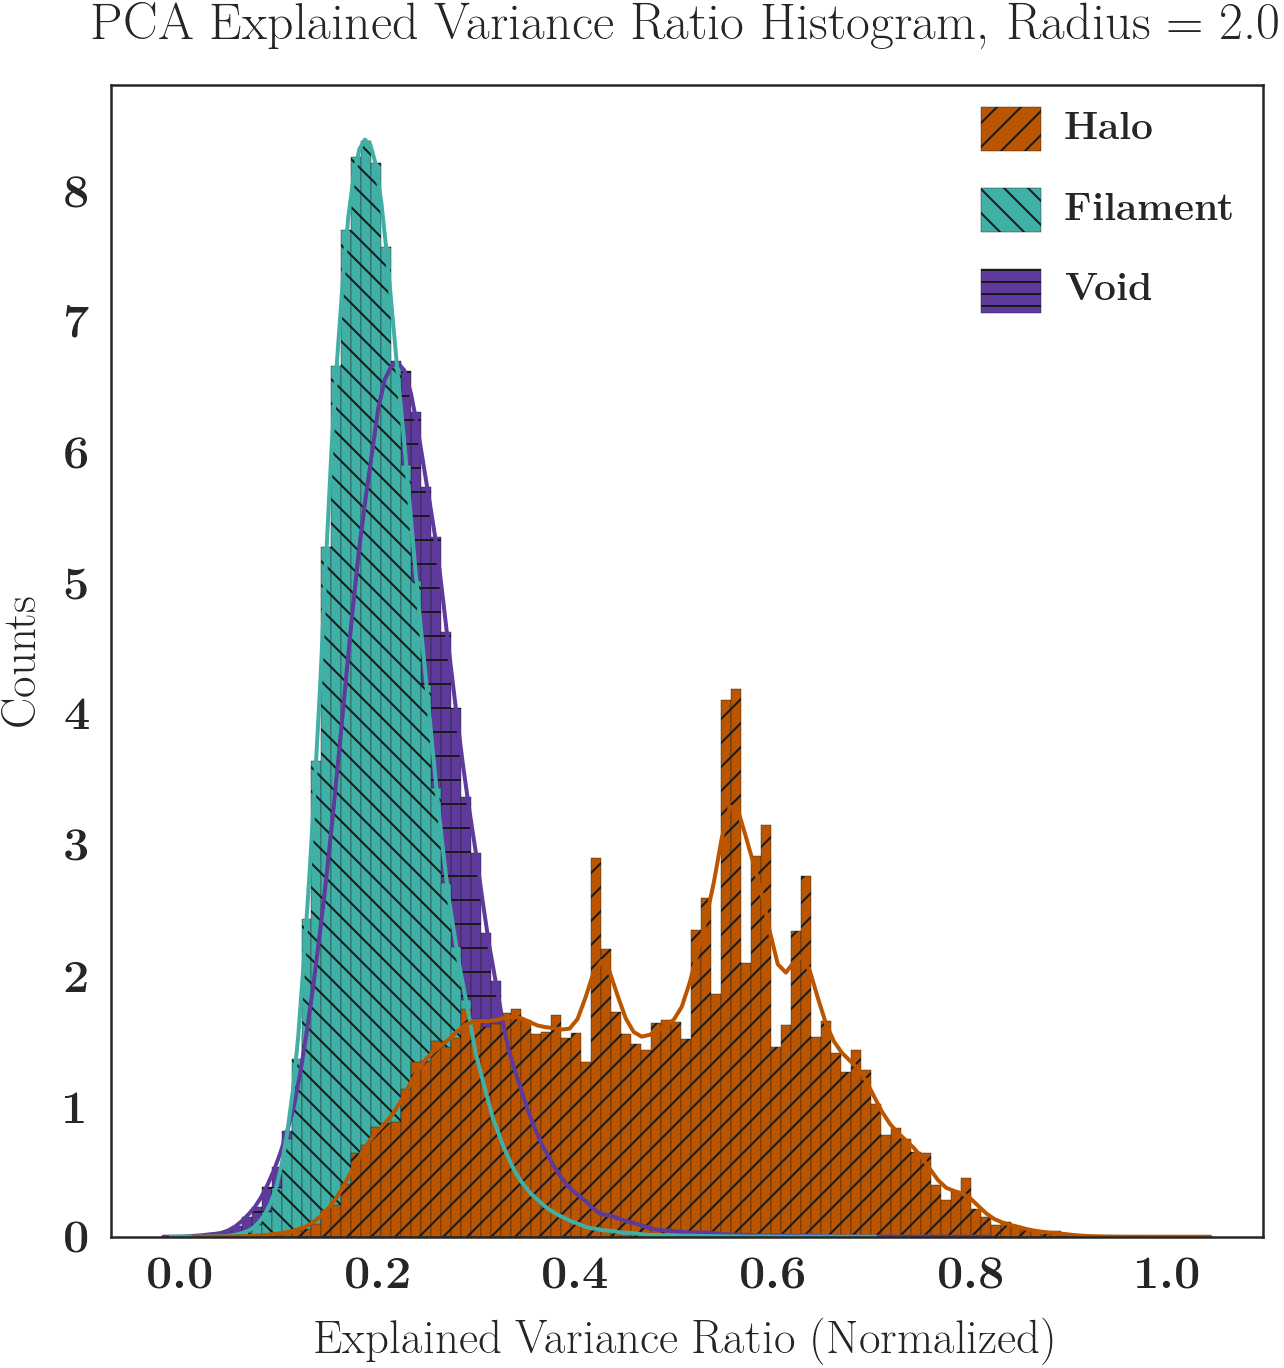 PCA Explained Variance Ratio Histogram, Radius = 2.0
Halo
Filament
Void
8
7
6
5
4
3
2
1
0
Counts
0.0 0.2 0.4 0.6 0.8 1.0
Explained Variance Ratio (Normalized)